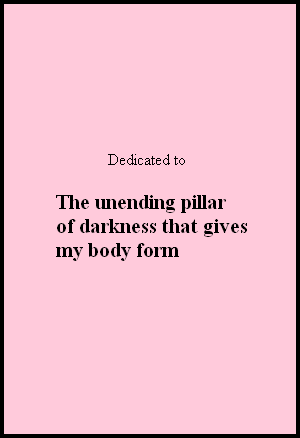 Dedicated to
The unending pillar
of darkness that gives
my body form